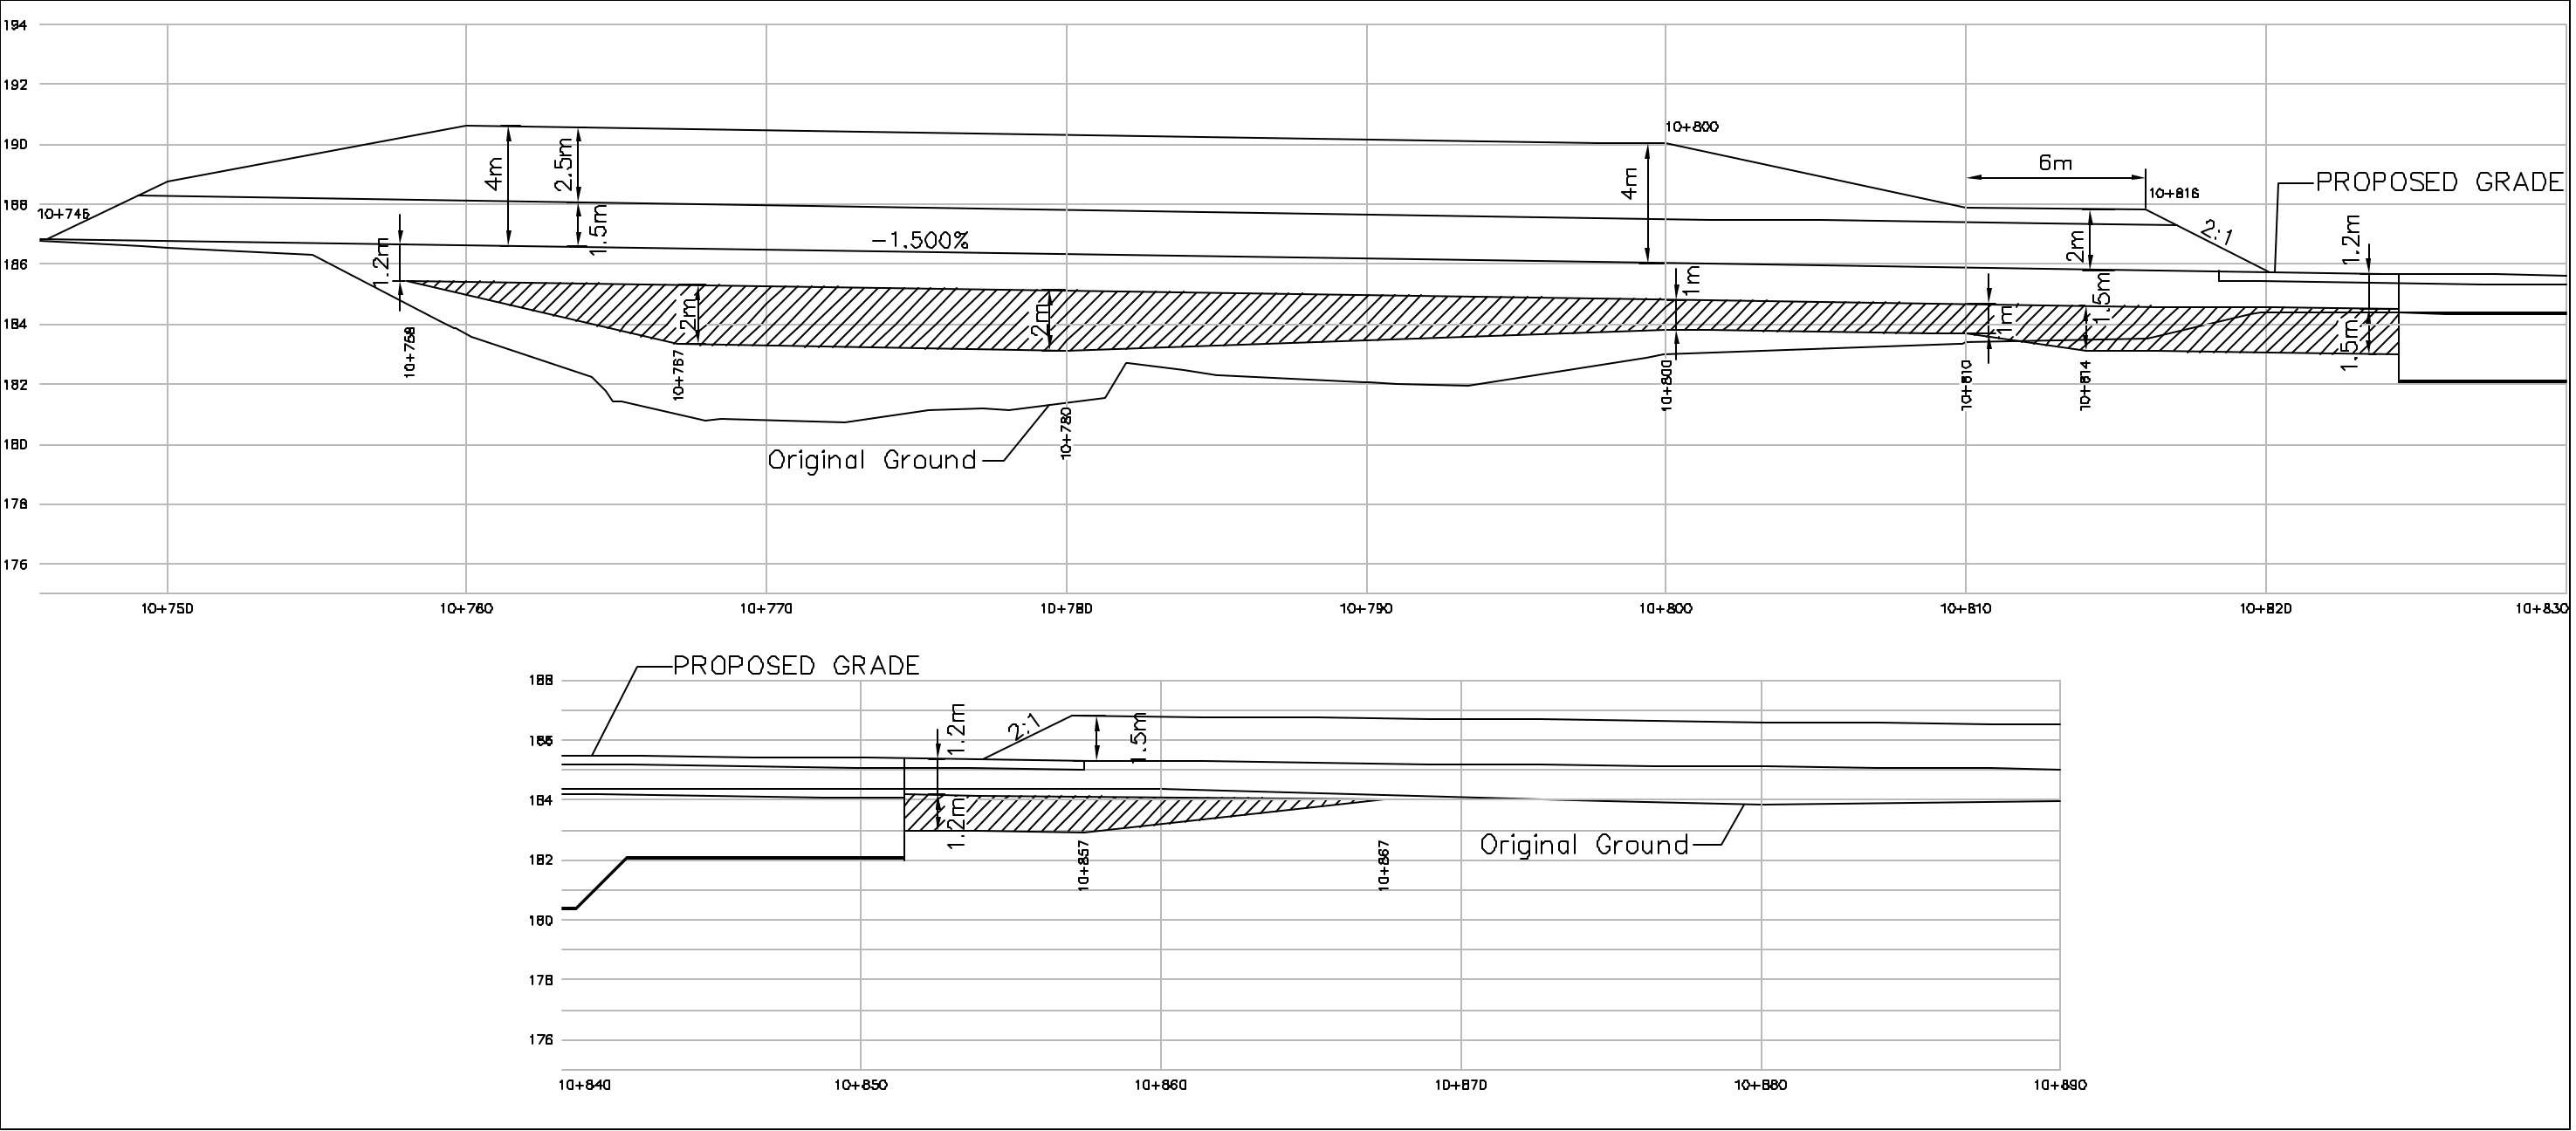 194
192
190
188
186
184
182
180
178
176
10+746
4m
2.5m
1.5m
1.2m
-1.500%
10+800
4m
6m
10+816
PROPOSED GRADE
2:1
2m
1.2m
1m
1.5m
2m
2m
1m
1.5m
10+758
10+767
10+780
10+800
10+810
10+814
Original Ground
10+750
10+760
10+770
10+780
10+790
10+800
10+810
10+820
10+830
PROPOSED GRADE
188
186
184
182
180
178
176
1.2m
2:1
1.5m
1.2m
10+857
10+867
Original Ground
10+840
10+850
10+860
10+870
10+880
10+890